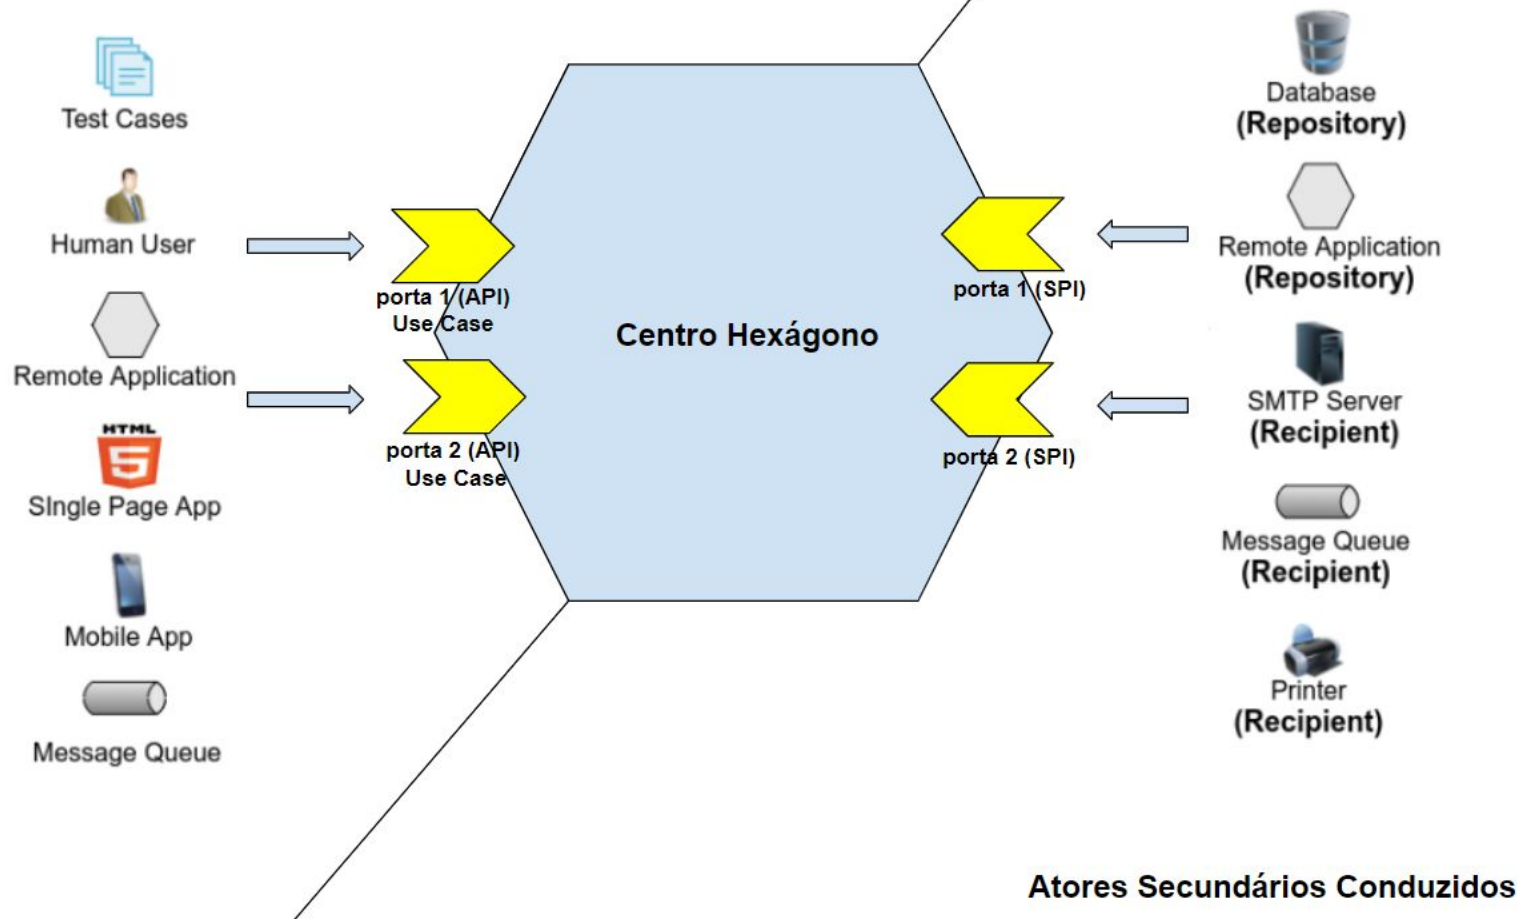 Test Cases
Human User
Remote Application
HTML
5
SIngle Page App
Mobile App
Message Queue
porta 1 (API)
Use Case
porta 2 (API)
Use Case
Centro Hexágono
porta 1 (SPI)
porta 2 (SPI)
Database
(Repository)
Remote Application
(Repository)
SMTP Server
(Recipient)
Message Queue
(Recipient)
Printer
(Recipient)
Atores Secundários Conduzidos